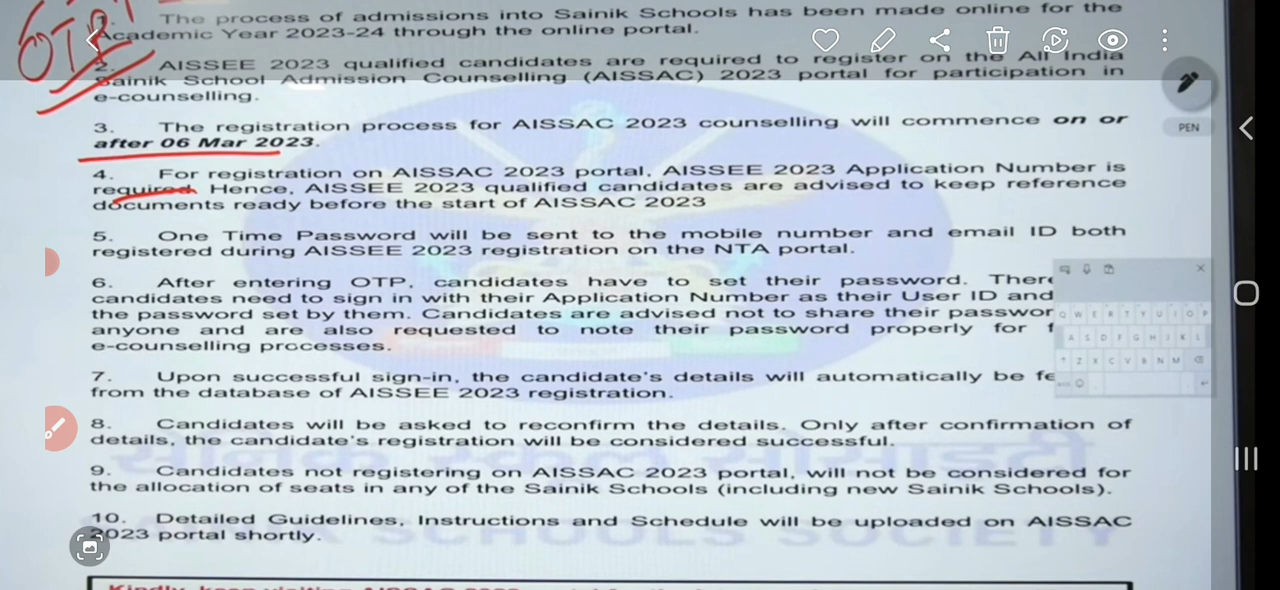 OTP
1. The process of admissions into Sainik Schools has been made online for the
Academic Year 2023-24 through the online portal.
2. AISSEE 2023 qualified candidates are required to register on the All India
Sainik School Admission Counselling (AISSAC) 2023 portal for participation in
e-counselling.
3. The registration process for AISSAC 2023 counselling will commence on or
after 06 Mar 2023.
PEN
4. For registration on AISSAC 2023 portal, AISSEE 2023 Application Number is
required. Hence, AISSEE 2023 qualified candidates are advised to keep reference
documents ready before the start of AISSAC 2023
5. One Time Password will be sent to the mobile number and email ID both
registered during AISSEE 2023 registration on the NTA portal.
6. After entering OTP, candidates have to set their password. There
candidates need to sign in with their Application Number as their User ID and
the password set by them. Candidates are advised not to share their passwor
anyone and are also requested to note their password properly for f
e-counselling processes.
Q W E R T Y U I O P
A S D F G H J K L
Z X C V B N M
7. Upon successful sign-in, the candidate's details will automatically be fe
from the database of AISSEE 2023 registration.
8. Candidates will be asked to reconfirm the details. Only after confirmation of
details, the candidate's registration will be considered successful.
सैनिक स्कूल सोसाइटी
9. Candidates not registering on AISSAC 2023 portal, will not be considered for
the allocation of seats in any of the Sainik Schools (including new Sainik Schools).
10. Detailed Guidelines, Instructions and Schedule will be uploaded on AISSAC
2023 portal shortly.
SAINIK SCHOOLS SOCIETY
Kindly keep visiting AISSAC 2023